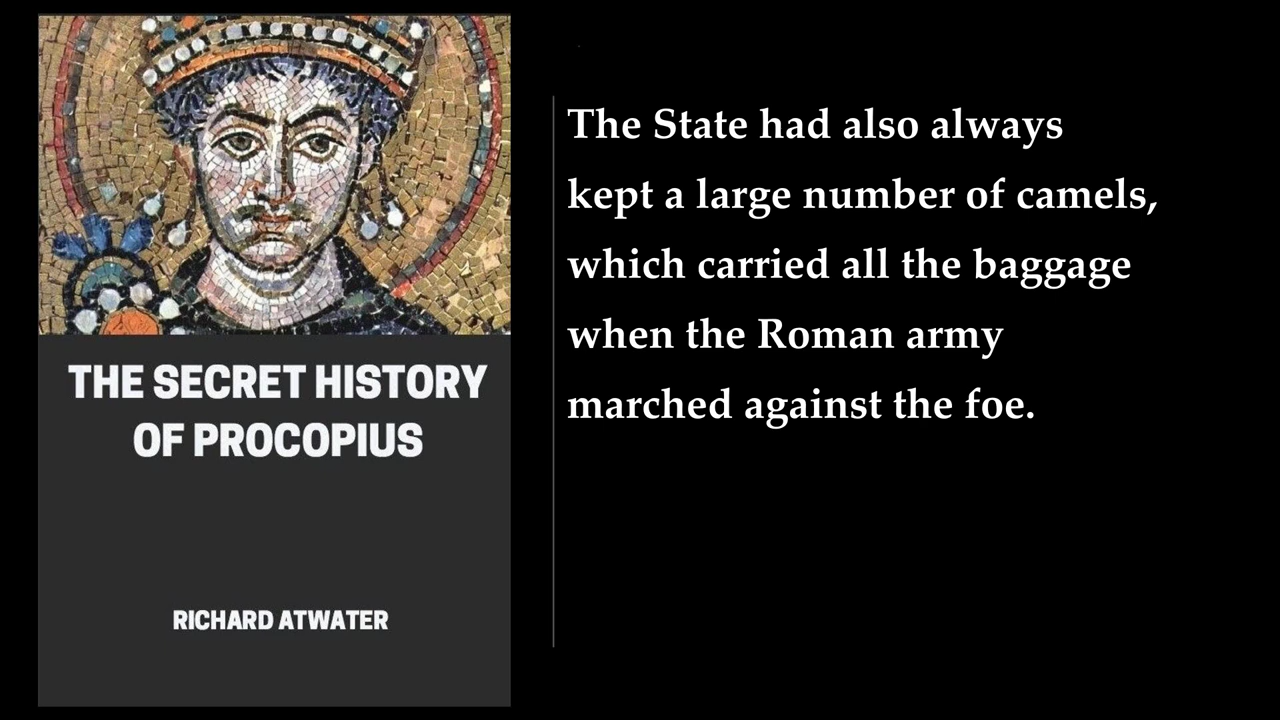 THE SECRET HISTORY
OF PROCOPIUS
RICHARD ATWATER
The State had also always
kept a large number of camels,
which carried all the baggage
when the Roman army
marched against the foe.